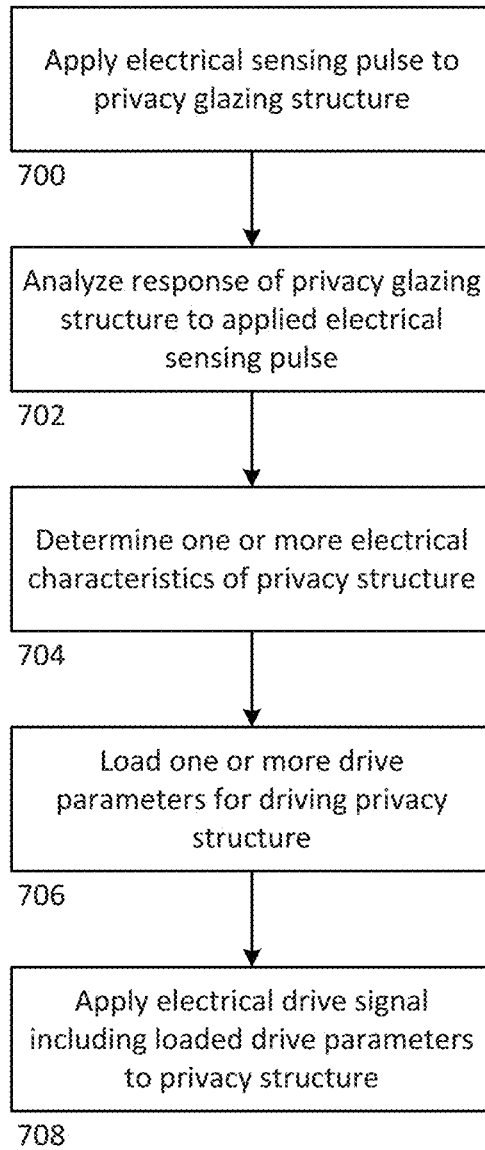 Apply electrical sensing pulse to
privacy glazing structure
700
Analyze response of privacy glazing
structure to applied electrical
sensing pulse
702
Determine one or more electrical
characteristics of privacy structure
704
Load one or more drive
parameters for driving privacy
structure
706
Apply electrical drive signal
including loaded drive parameters
to privacy structure
708